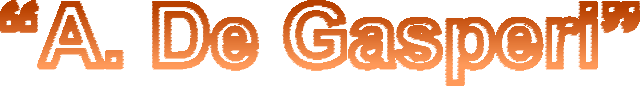 “A. De Gasperi”